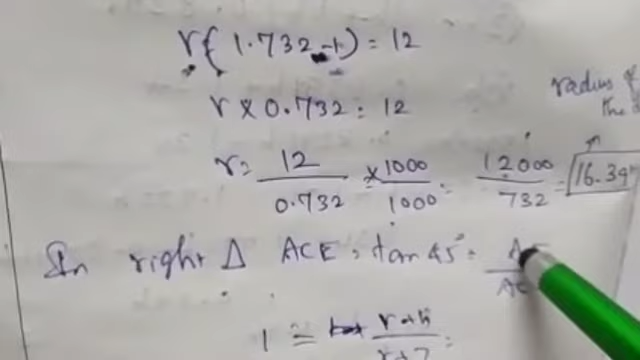 r(1.732-1)=12
r×0.732=12
radius of
the
r= 12/0.732 ×1000/1000 = 12000/732 =16.39
In right Δ ACE, tan 45°=
1 = r+h/r+7